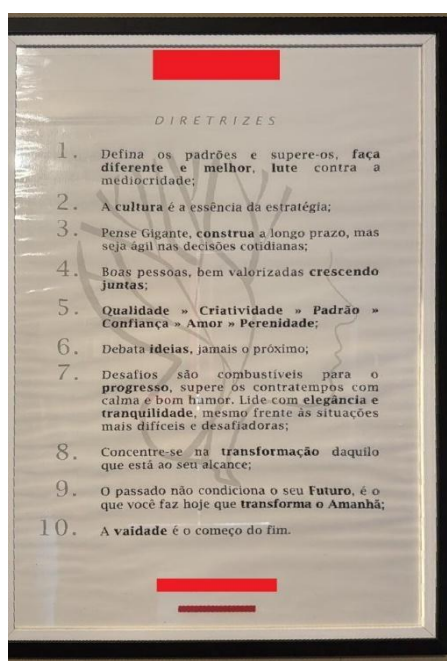 DIRETRIZES
1. Defina os padrões e supere-os, faça
diferente e melhor, lute contra a
mediocridade;
2. A cultura é a essência da estratégia;
3. Pense Gigante, construa a longo prazo, mas
seja ágil nas decisões cotidianas;
4. Boas pessoas, bem valorizadas crescendo
juntas;
5. Qualidade » Criatividade » Padrão »
Confiança » Amor » Perenidade;
6. Debata ideias, jamais o próximo;
7. Desafios são combustíveis para o
progresso, supere os contratempos com
calma e bom humor. Lide com elegância e
tranquilidade, mesmo frente às situações
mais difíceis e desafiadoras;
8. Concentre-se na transformação daquilo
que está ao seu alcance;
9. O passado não condiciona o seu Futuro, é o
que você faz hoje que transforma o Amanhã;
10. A vaidade é o começo do fim.